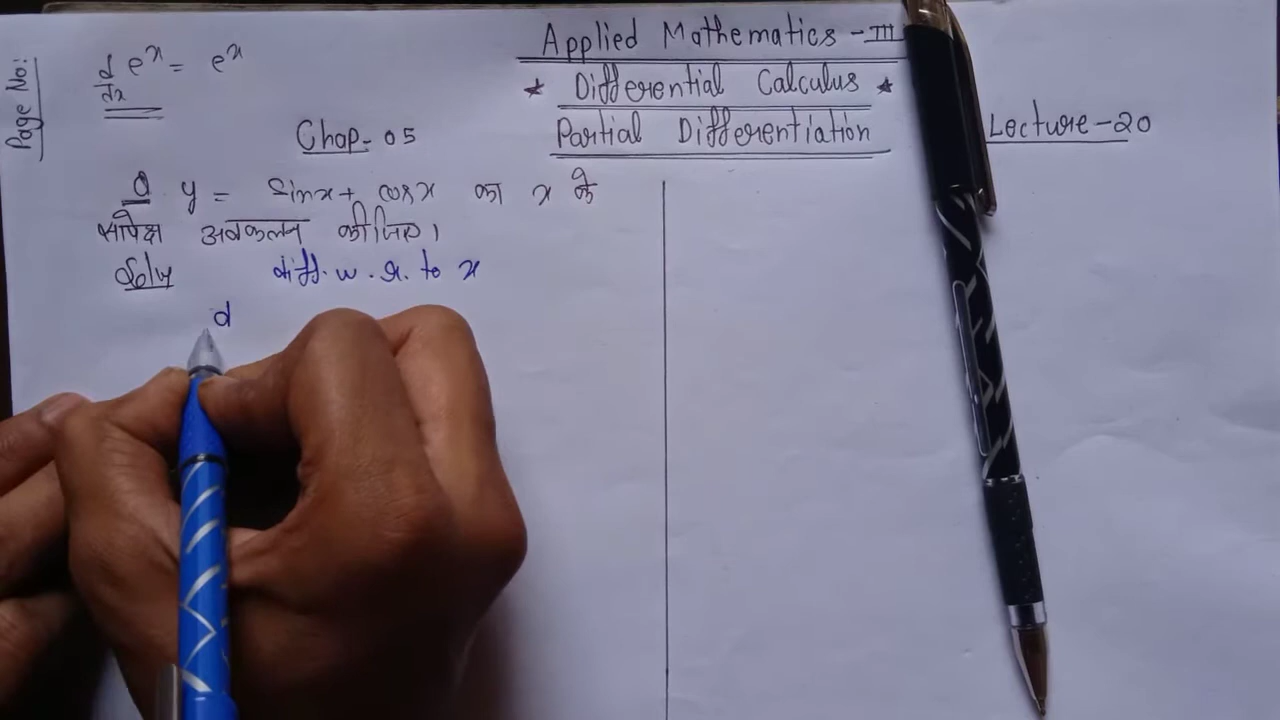 Page No:
d/dx e^x = e^x
Applied Mathematics - III
* Differential Calculus *
Chap - 05
Partial Differentiation
Lecture - 20
Q y = sinx + cosx का x के
सापेक्ष अवकलन कीजिए।
Solⁿ diff. w. r. to x
d